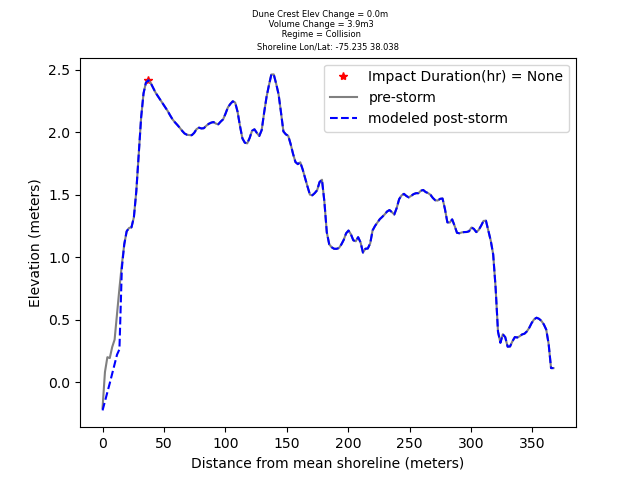 Dune Crest Elev Change = 0.0m
Volume Change = 3.9m3
Regime = Collision
Shoreline Lon/Lat: -75.235 38.038
Impact Duration(hr) = None
pre-storm
modeled post-storm
Elevation (meters)
2.5
2.0
1.5
1.0
0.5
0.0
0 50 100 150 200 250 300 350
Distance from mean shoreline (meters)